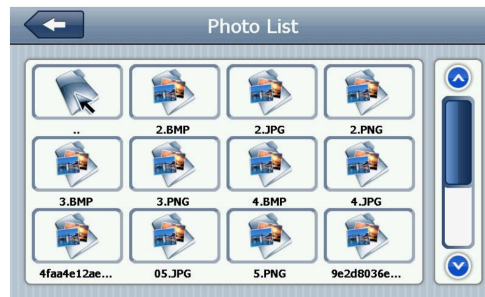 Photo List
.. 2.BMP 2.JPG 2.PNG
3.BMP 3.PNG 4.BMP 4.JPG
4faa4e12ae... 05.JPG 5.PNG 9e2d8036e...